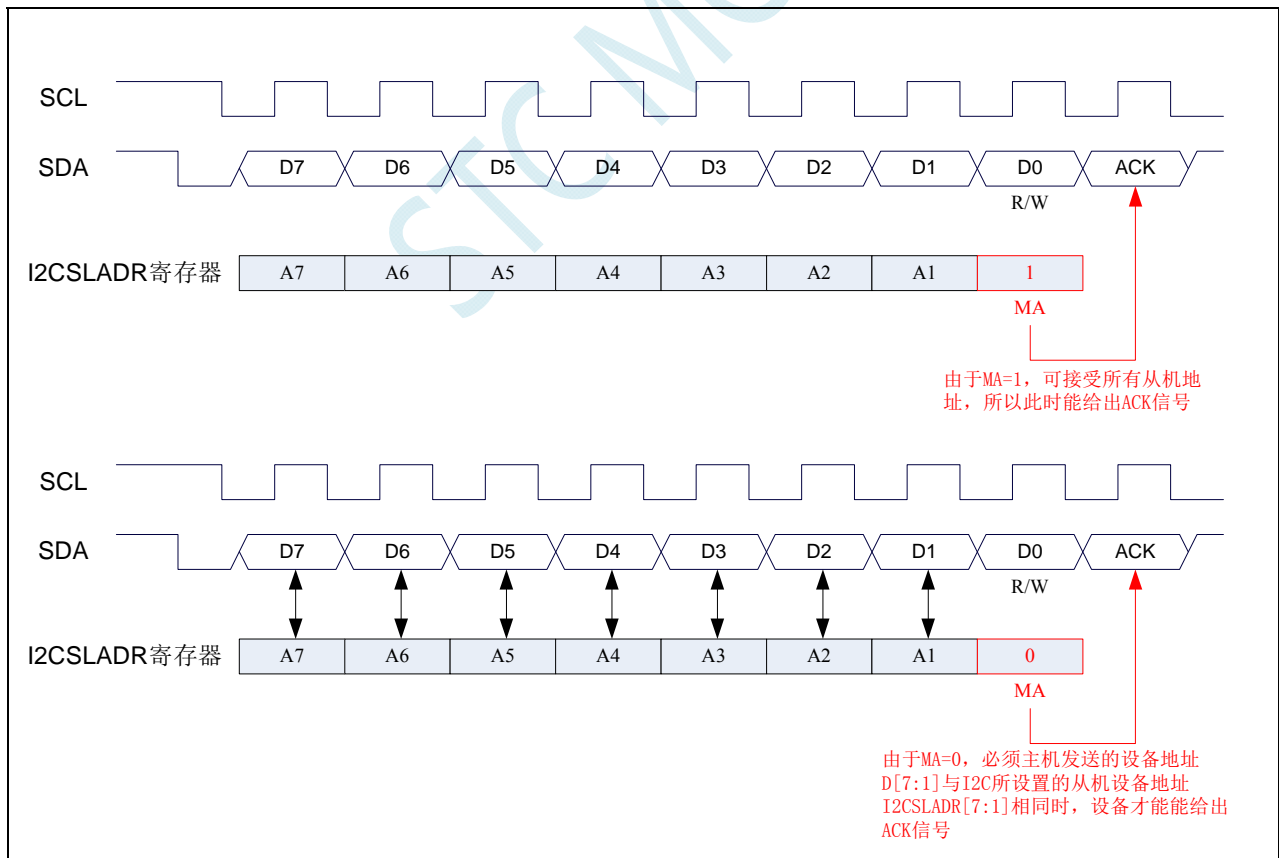 STC MC
SCL
SDA D7 D6 D5 D4 D3 D2 D1 D0 ACK
R/W
I2CSLADR寄存器 A7 A6 A5 A4 A3 A2 A1 1
MA
由于MA=1，可接受所有从机地
址，所以此时能给出ACK信号
SCL
SDA D7 D6 D5 D4 D3 D2 D1 D0 ACK
R/W
I2CSLADR寄存器 A7 A6 A5 A4 A3 A2 A1 0
MA
由于MA=0，必须主机发送的设备地址
D[7:1]与I2C所设置的从机设备地址
I2CSLADR[7:1]相同时，设备才能能给出
ACK信号